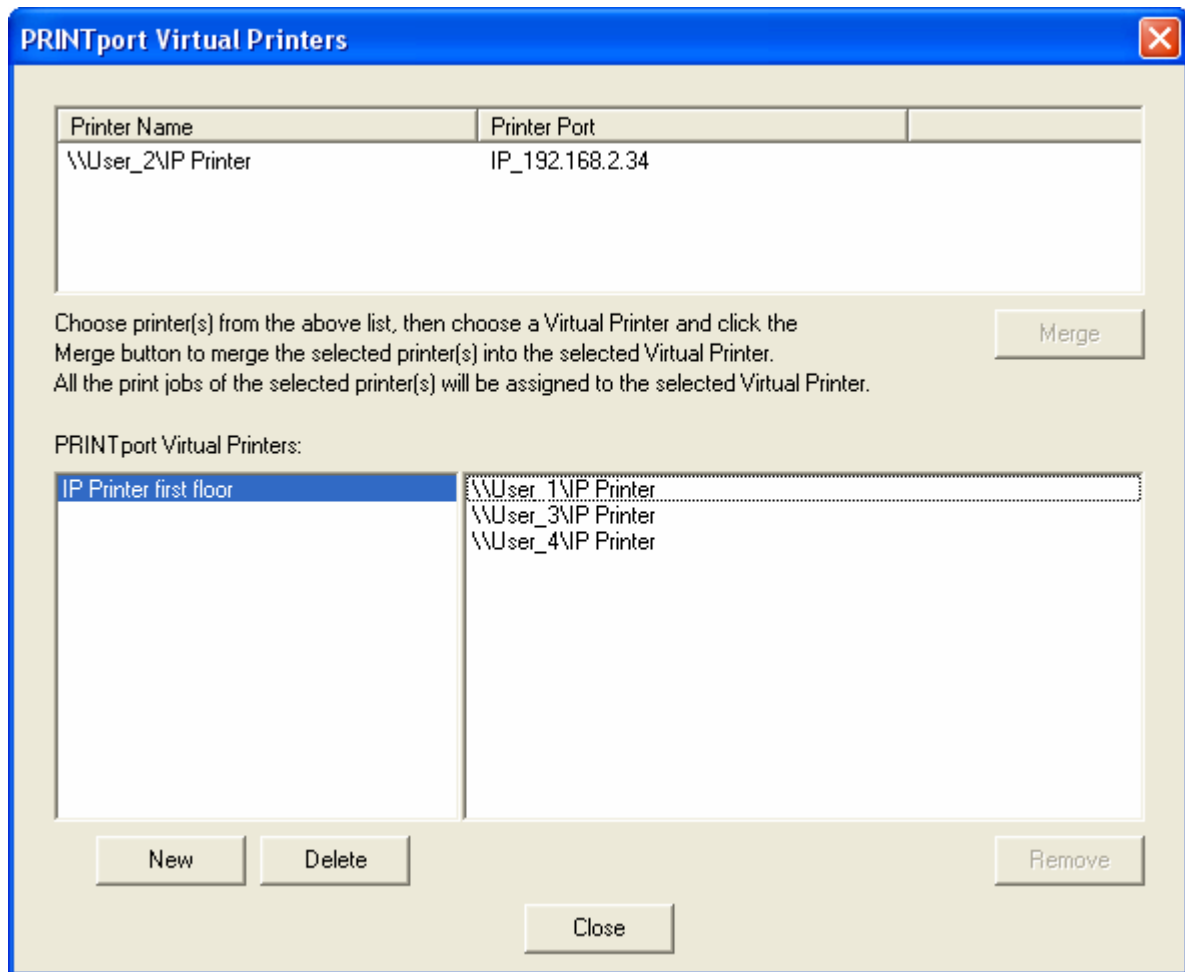 PRINTport Virtual Printers
Printer Name Printer Port
\\User_2\IP Printer IP_192.168.2.34
Choose printer(s) from the above list, then choose a Virtual Printer and click the
Merge button to merge the selected printer(s) into the selected Virtual Printer.
All the print jobs of the selected printer(s) will be assigned to the selected Virtual Printer.
Merge
PRINTport Virtual Printers:
IP Printer first floor
\\User_1\IP Printer
\\User_3\IP Printer
\\User_4\IP Printer
New Delete Remove
Close